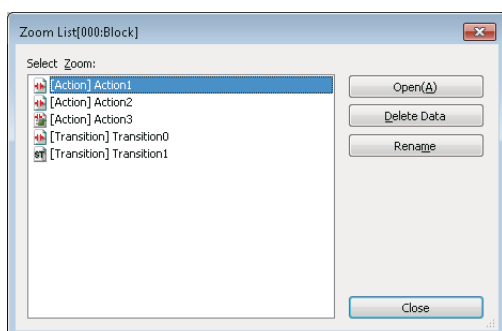 Zoom List[000:Block]
Select Zoom:
[Action] Action1
[Action] Action2
[Action] Action3
[Transition] Transition0
ST [Transition] Transition1
Open(A)
Delete Data
Rename
Close